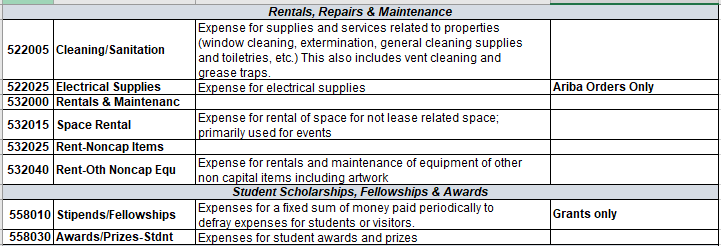 Rentals, Repairs & Maintenance
522005 Cleaning/Sanitation Expense for supplies and services related to properties
(window cleaning, extermination, general cleaning supplies
and toiletries, etc.) This also includes vent cleaning and
grease traps.
522025 Electrical Supplies Expense for electrical supplies Ariba Orders Only
532000 Rentals & Maintenanc
532015 Space Rental Expense for rental of space for not lease related space;
primarily used for events
532025 Rent-Noncap Items
532040 Rent-Oth Noncap Equ Expense for rentals and maintenance of equipment of other
non capital items including artwork
Student Scholarships, Fellowships & Awards
558010 Stipends/Fellowships Expenses for a fixed sum of money paid periodically to
defray expenses for students or visitors. Grants only
558030 Awards/Prizes-Stdnt Expenses for student awards and prizes